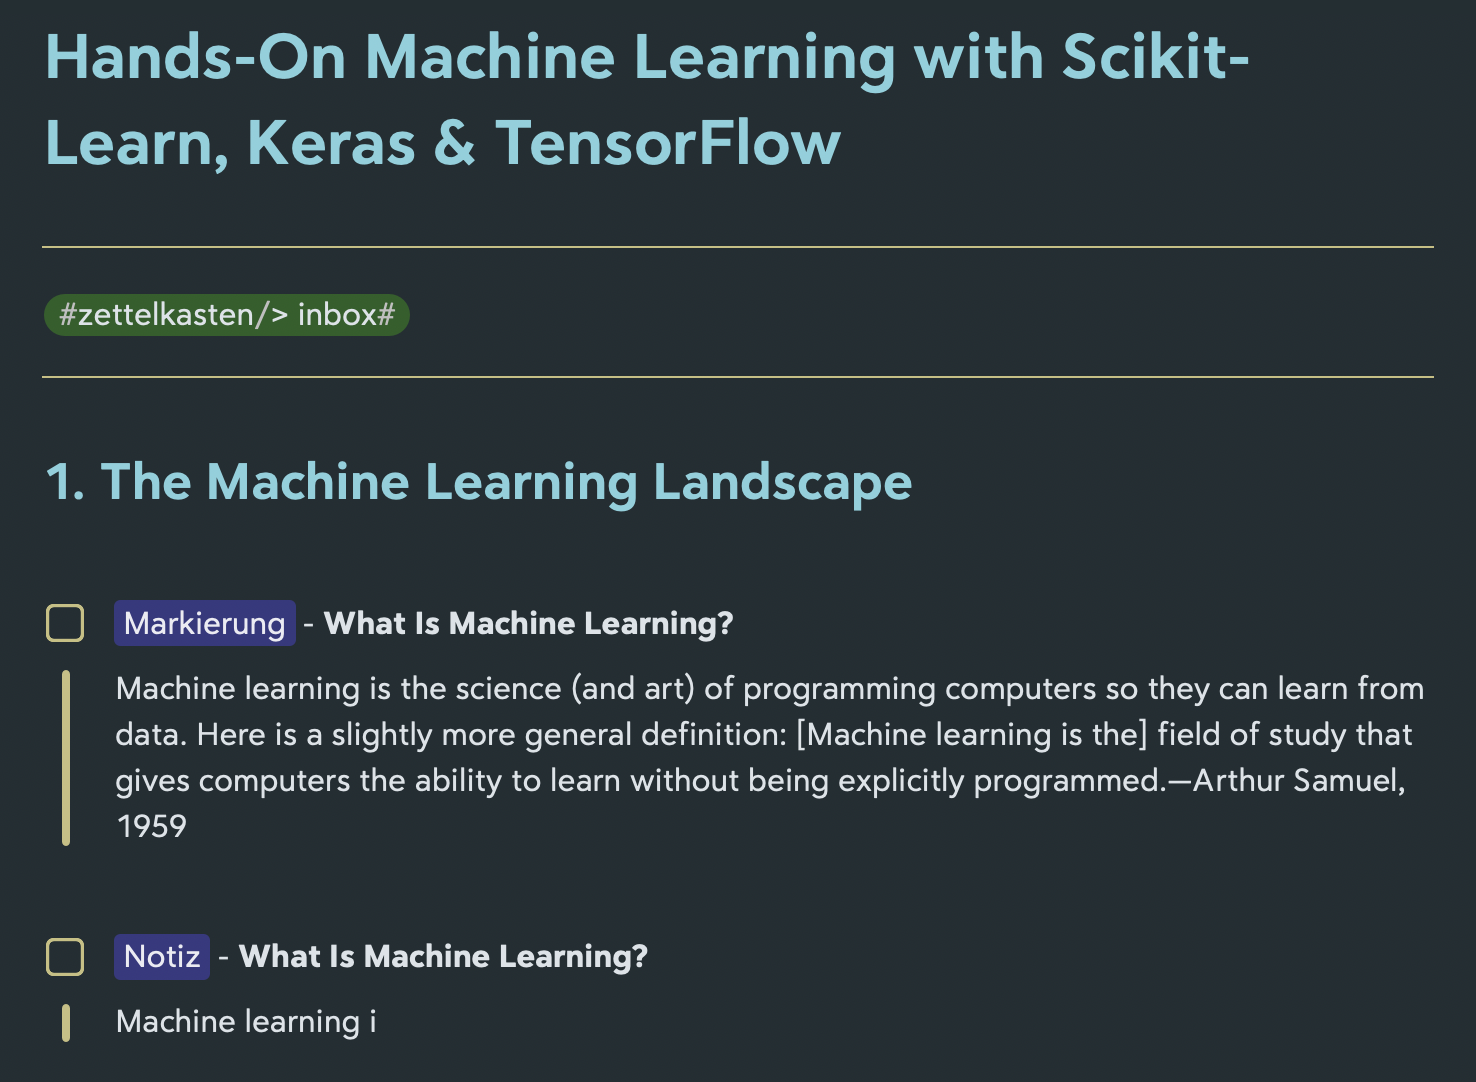 Hands-On Machine Learning with Scikit-
Learn, Keras & TensorFlow
#zettelkasten/> inbox#
1. The Machine Learning Landscape
Markierung - What Is Machine Learning?
Machine learning is the science (and art) of programming computers so they can learn from
data. Here is a slightly more general definition: [Machine learning is the] field of study that
gives computers the ability to learn without being explicitly programmed.—Arthur Samuel,
1959
Notiz - What Is Machine Learning?
Machine learning i